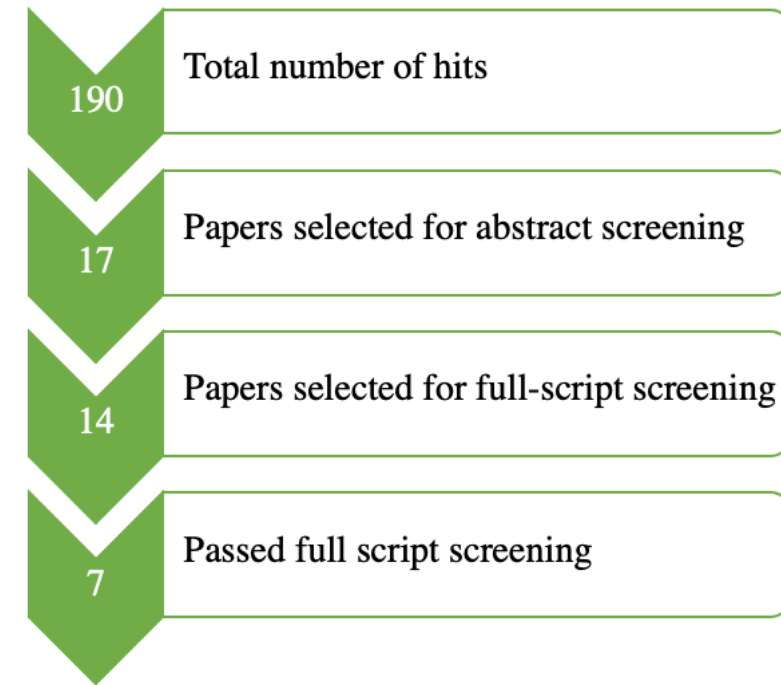 190
Total number of hits
17
Papers selected for abstract screening
14
Papers selected for full-script screening
7
Passed full script screening